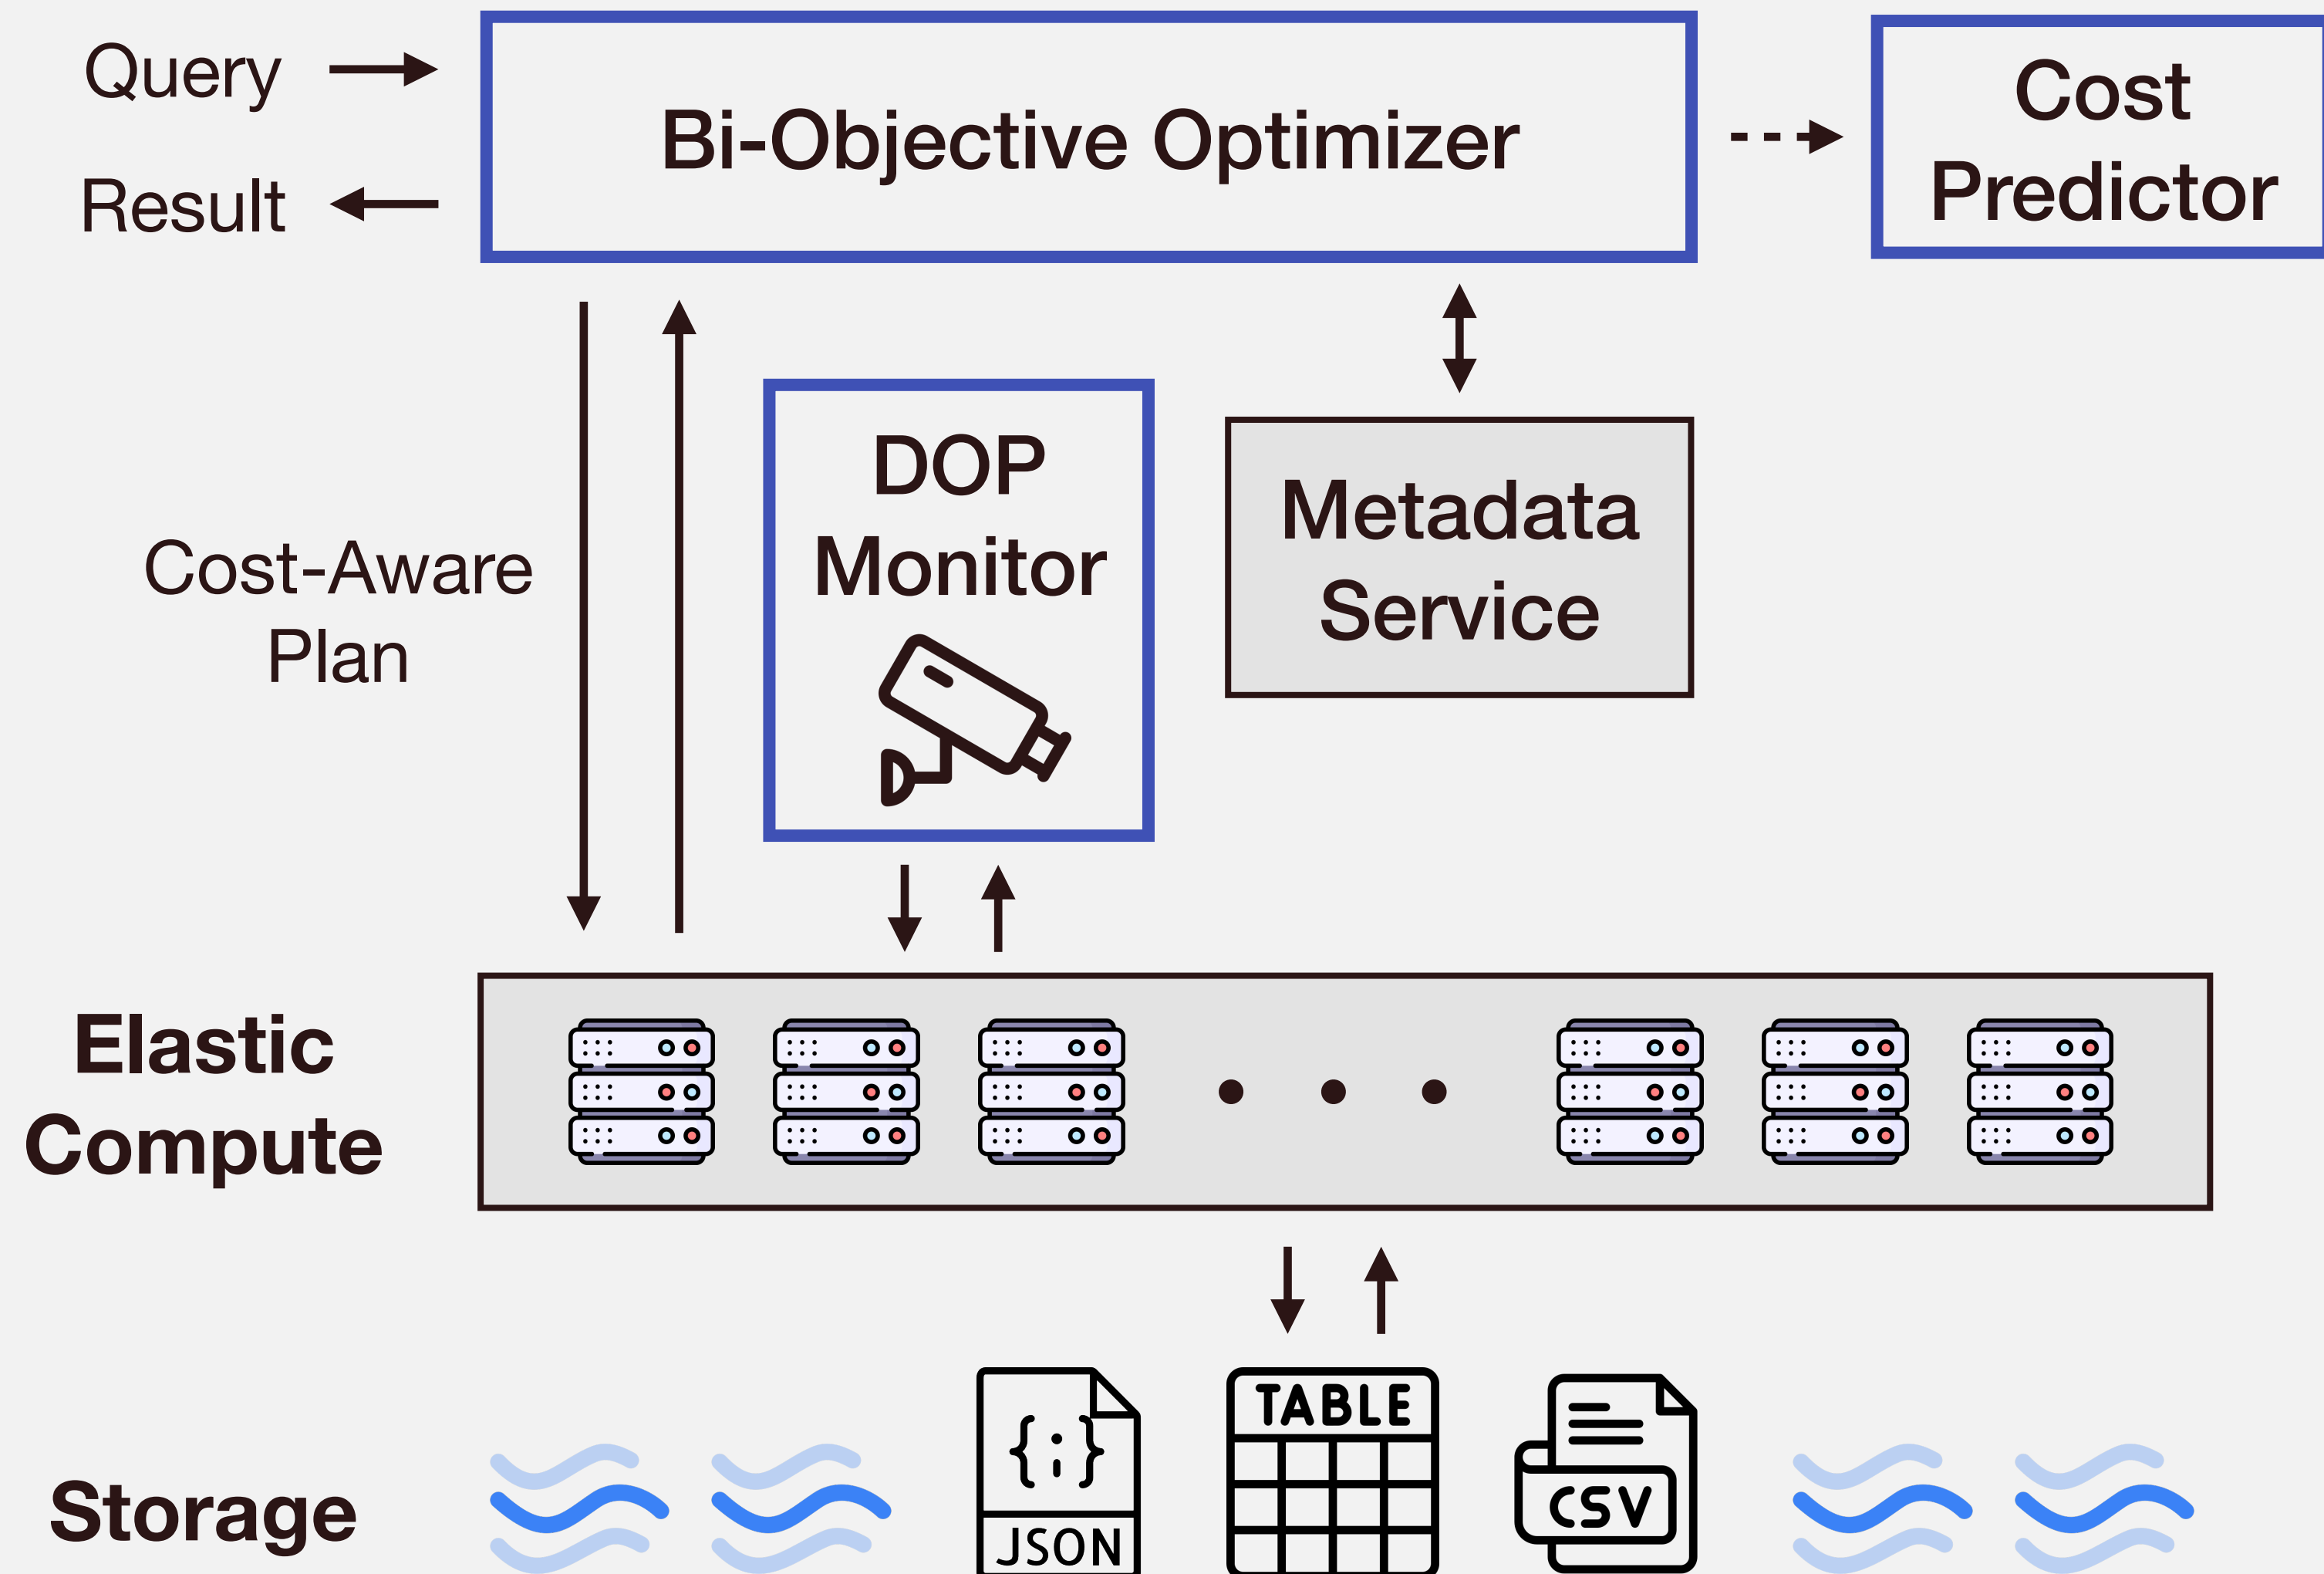 Query
Result
Bi-Objective Optimizer
Cost
Predictor
Cost-Aware
Plan
DOP
Monitor
Metadata
Service
Elastic
Compute
Storage
JSON
TABLE
CSV